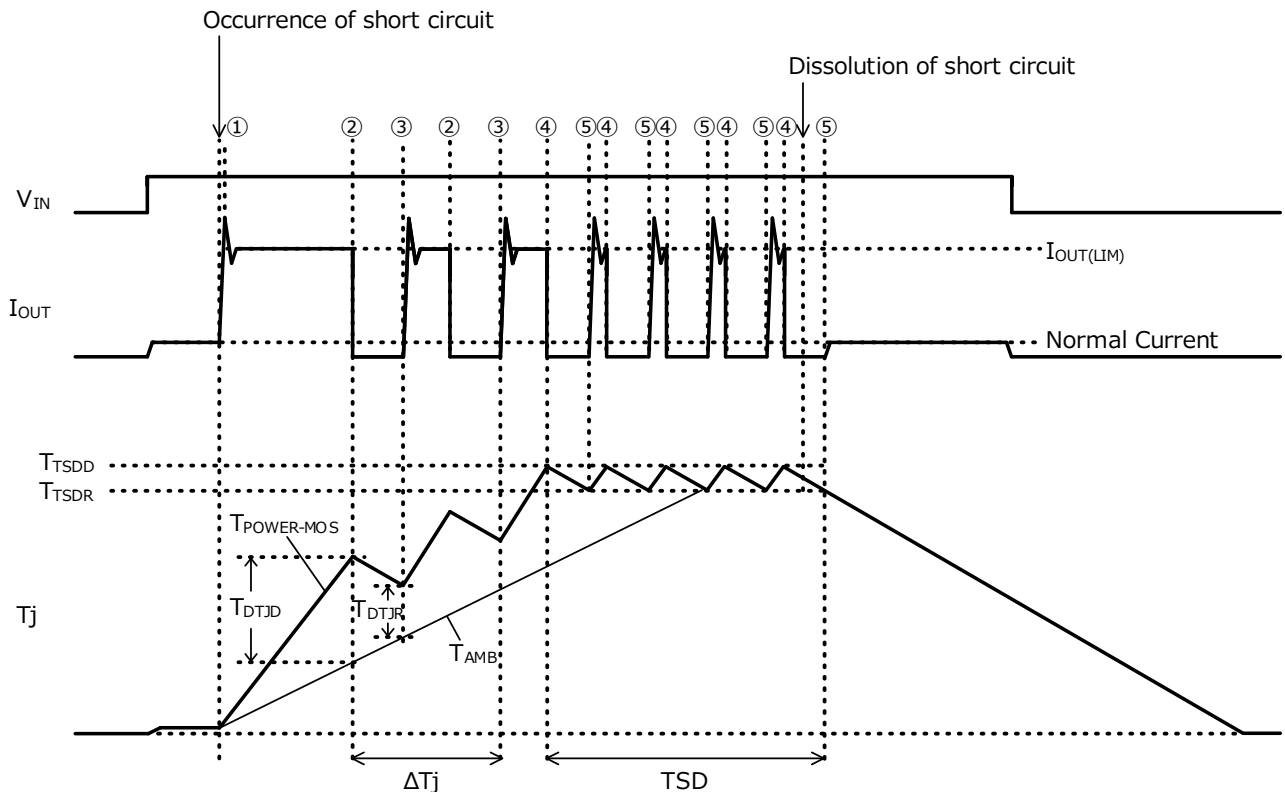 Occurrence of short circuit
Dissolution of short circuit
① ② ③ ② ③ ④ ⑤④ ⑤④ ⑤④ ⑤④ ⑤
VIN
IOUT(LIM)
IOUT
Normal Current
TTSDD
TTSDR
TPOWER-MOS
TDTJD
TDTJR
Tj
TAMB
ΔTj
TSD